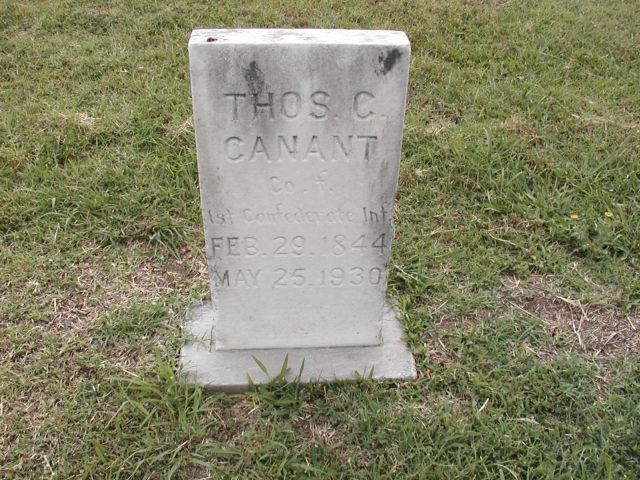 THOS. C.
CANANT
Co. f.
1st Confederate Inf.
FEB. 29. 1844
MAY 25. 1930